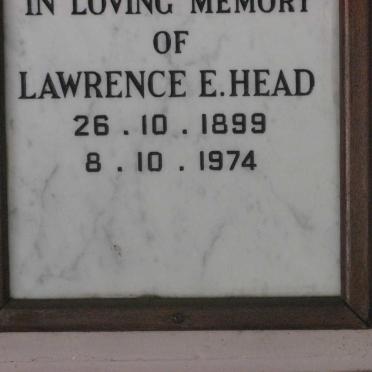 IN LOVING MEMORY
OF
LAWRENCE E. HEAD
26 . 10 . 1899
8 . 10 . 1974